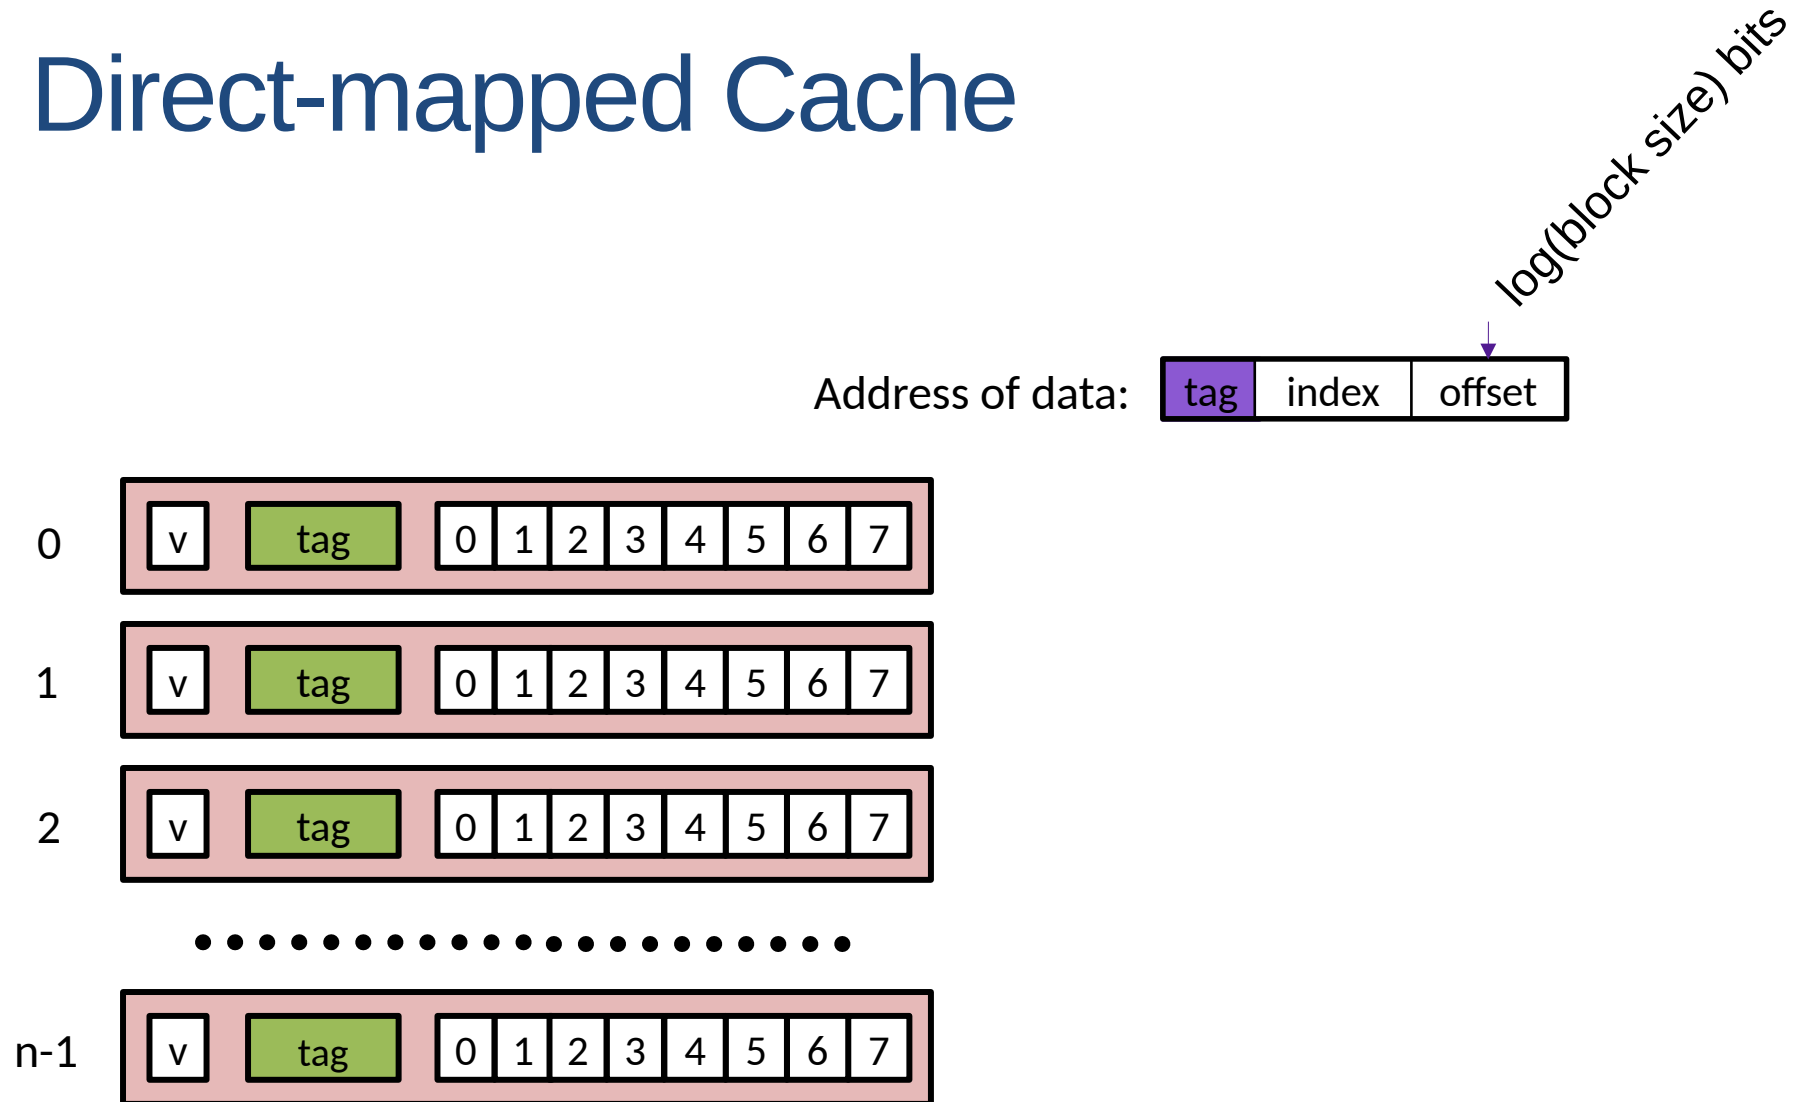 Direct-mapped Cache
log(block size) bits
Address of data: tag index offset
0 v tag 0 1 2 3 4 5 6 7
1 v tag 0 1 2 3 4 5 6 7
2 v tag 0 1 2 3 4 5 6 7
n-1 v tag 0 1 2 3 4 5 6 7